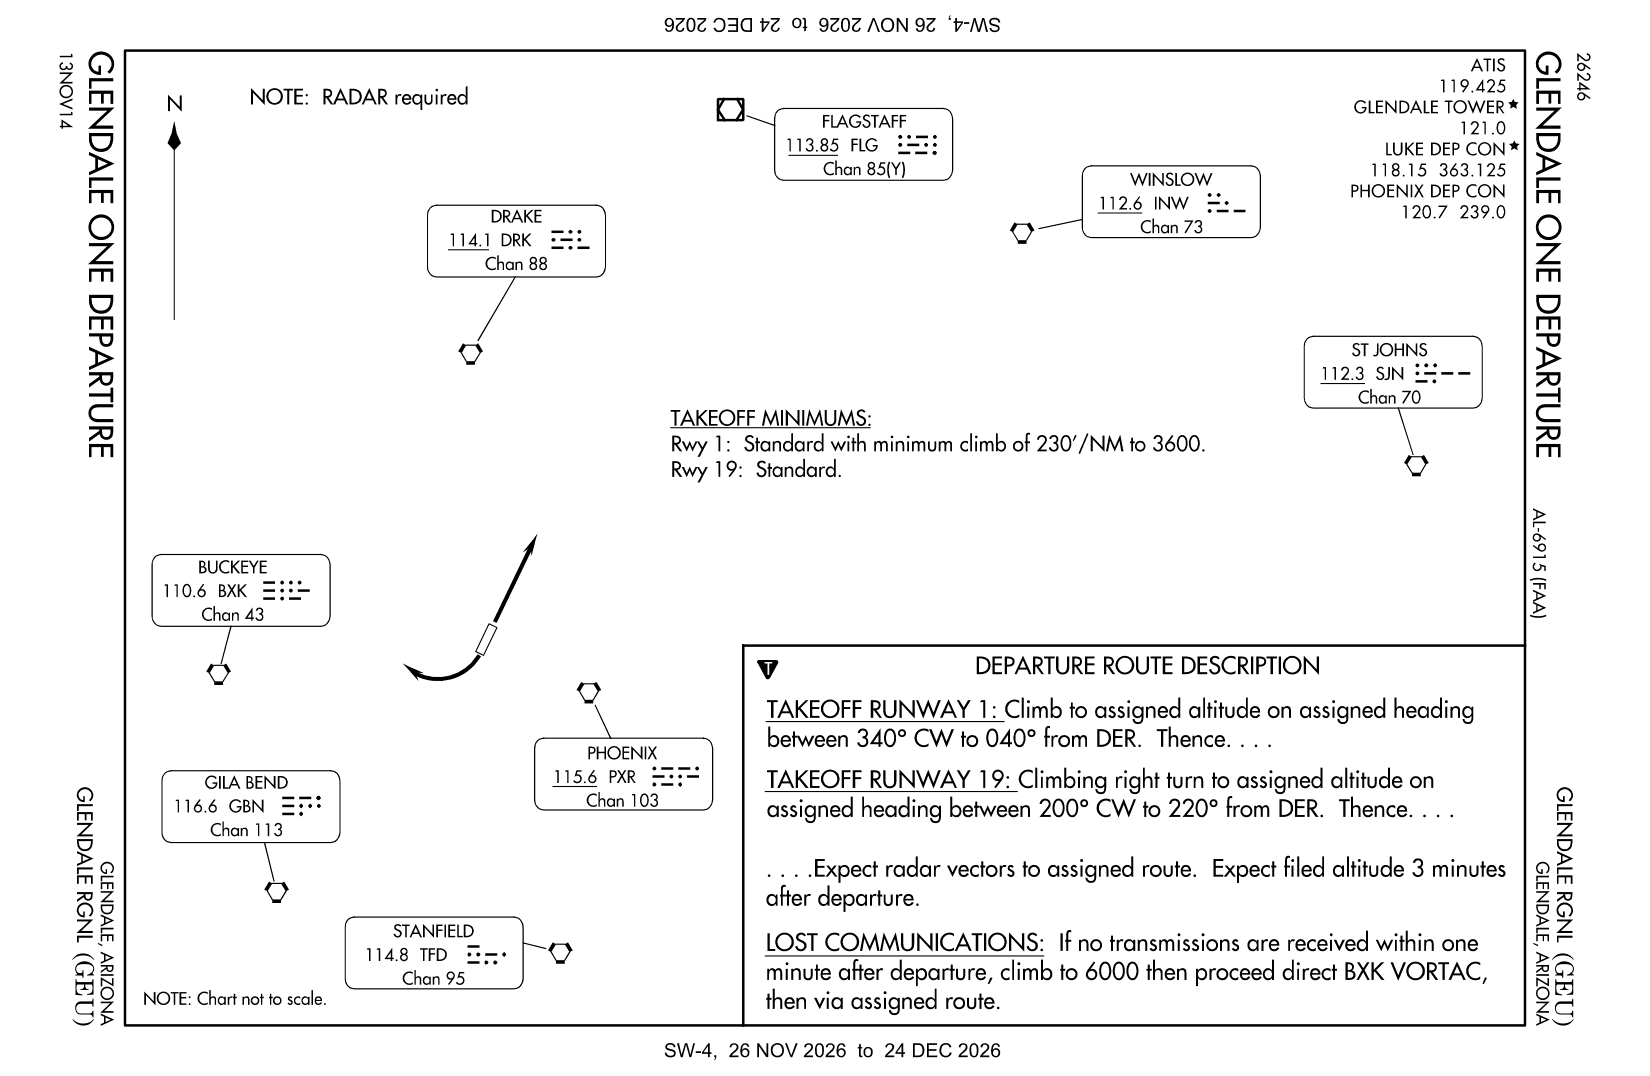 SW-4, 26 NOV 2026 to 24 DEC 2026
GLENDALE ONE DEPARTURE
13NOV14
GLENDALE ONE DEPARTURE
26246
AL-6915 (FAA)
N
NOTE: RADAR required
ATIS
119.425
GLENDALE TOWER★
121.0
LUKE DEP CON★
118.15 363.125
PHOENIX DEP CON
120.7 239.0
FLAGSTAFF
113.85 FLG
Chan 85(Y)
WINSLOW
112.6 INW
Chan 73
DRAKE
114.1 DRK
Chan 88
ST JOHNS
112.3 SJN
Chan 70
TAKEOFF MINIMUMS:
Rwy 1: Standard with minimum climb of 230'/NM to 3600.
Rwy 19: Standard.
BUCKEYE
110.6 BXK
Chan 43
PHOENIX
115.6 PXR
Chan 103
GILA BEND
116.6 GBN
Chan 113
STANFIELD
114.8 TFD
Chan 95
NOTE: Chart not to scale.
T
DEPARTURE ROUTE DESCRIPTION
TAKEOFF RUNWAY 1: Climb to assigned altitude on assigned heading
between 340° CW to 040° from DER. Thence. . . .
TAKEOFF RUNWAY 19: Climbing right turn to assigned altitude on
assigned heading between 200° CW to 220° from DER. Thence. . . .
. . . .Expect radar vectors to assigned route. Expect filed altitude 3 minutes
after departure.
LOST COMMUNICATIONS: If no transmissions are received within one
minute after departure, climb to 6000 then proceed direct BXK VORTAC,
then via assigned route.
GLENDALE, ARIZONA
GLENDALE RGNL (GEU)
GLENDALE RGNL (GEU)
GLENDALE, ARIZONA
SW-4, 26 NOV 2026 to 24 DEC 2026